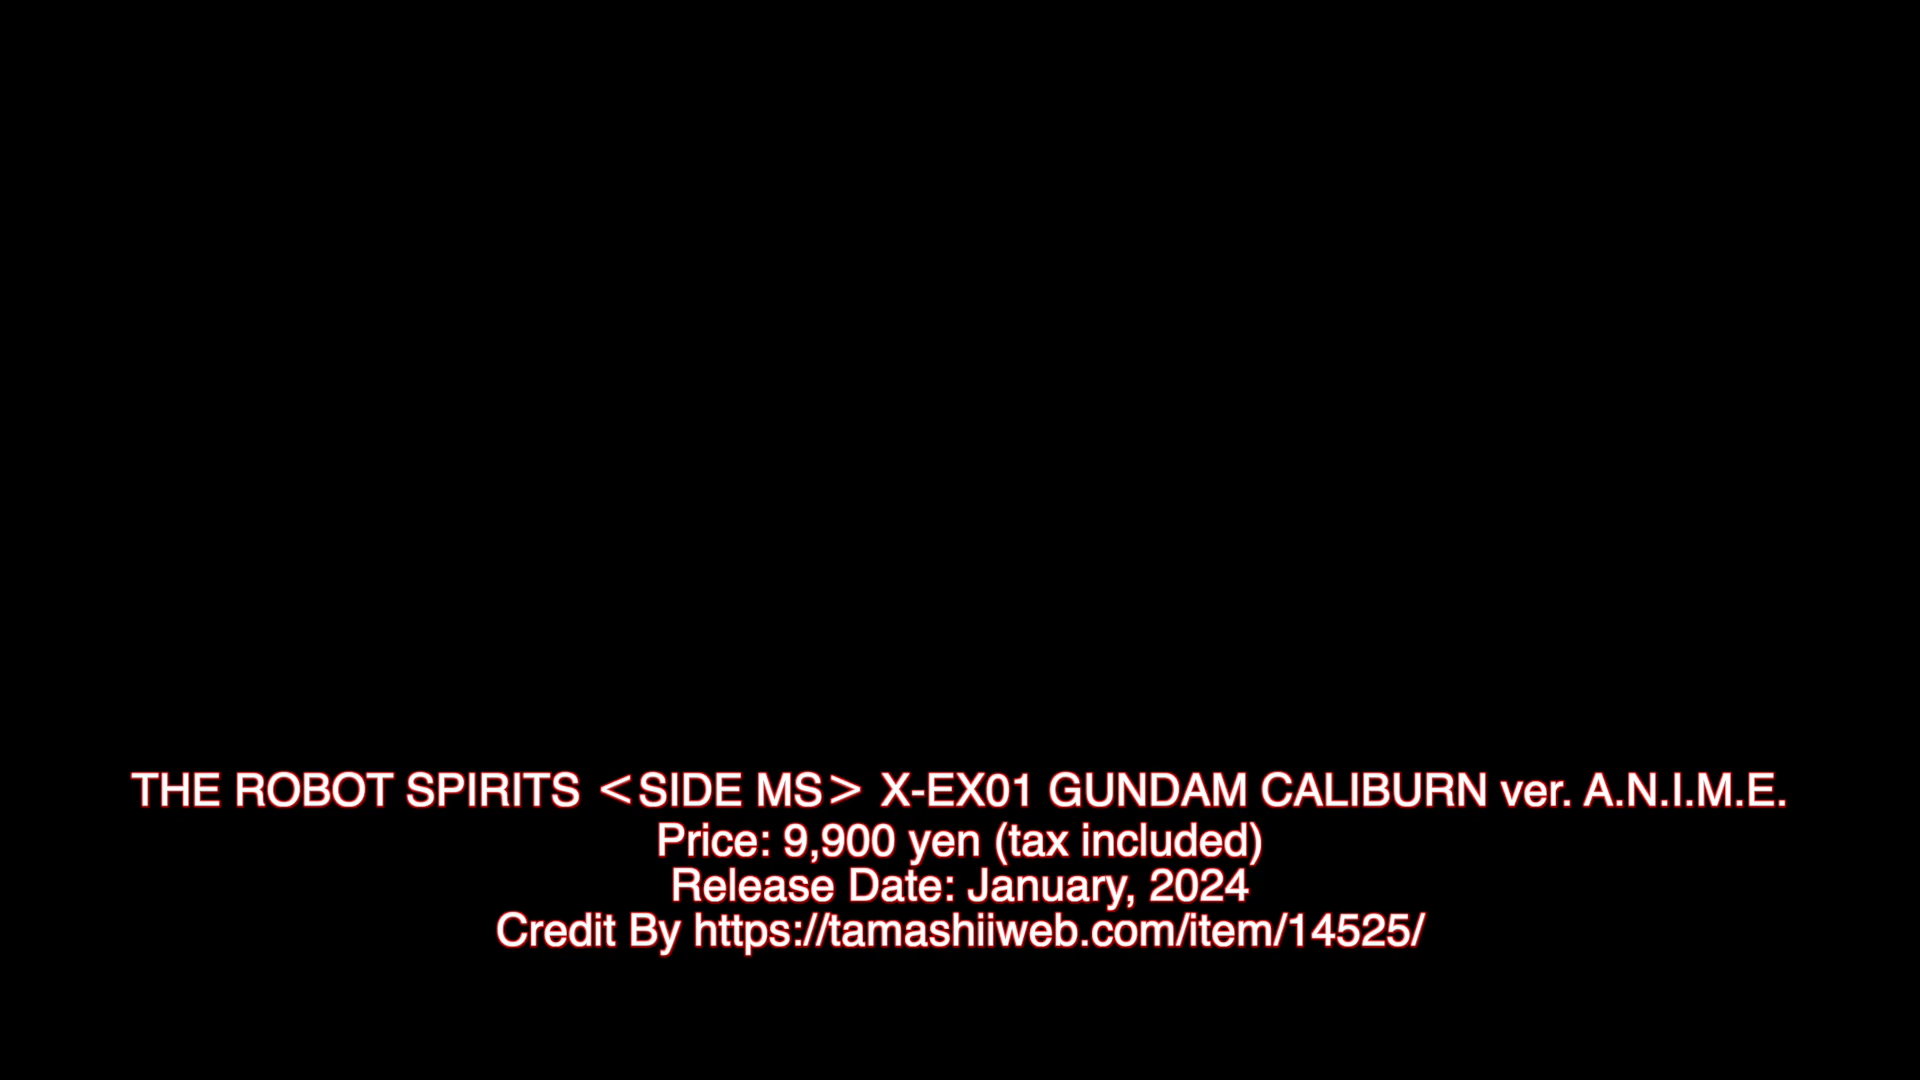 THE ROBOT SPIRITS ＜SIDE MS＞ X-EX01 GUNDAM CALIBURN ver. A.N.I.M.E.
Price: 9,900 yen (tax included)
Release Date: January, 2024
Credit By https://tamashiiweb.com/item/14525/